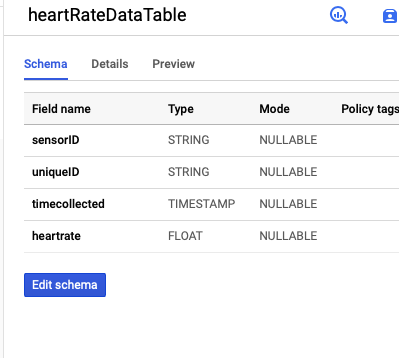 heartRateDataTable
Schema Details Preview
Field name Type Mode Policy tags
sensorID STRING NULLABLE
uniqueID STRING NULLABLE
timecollected TIMESTAMP NULLABLE
heartrate FLOAT NULLABLE
Edit schema